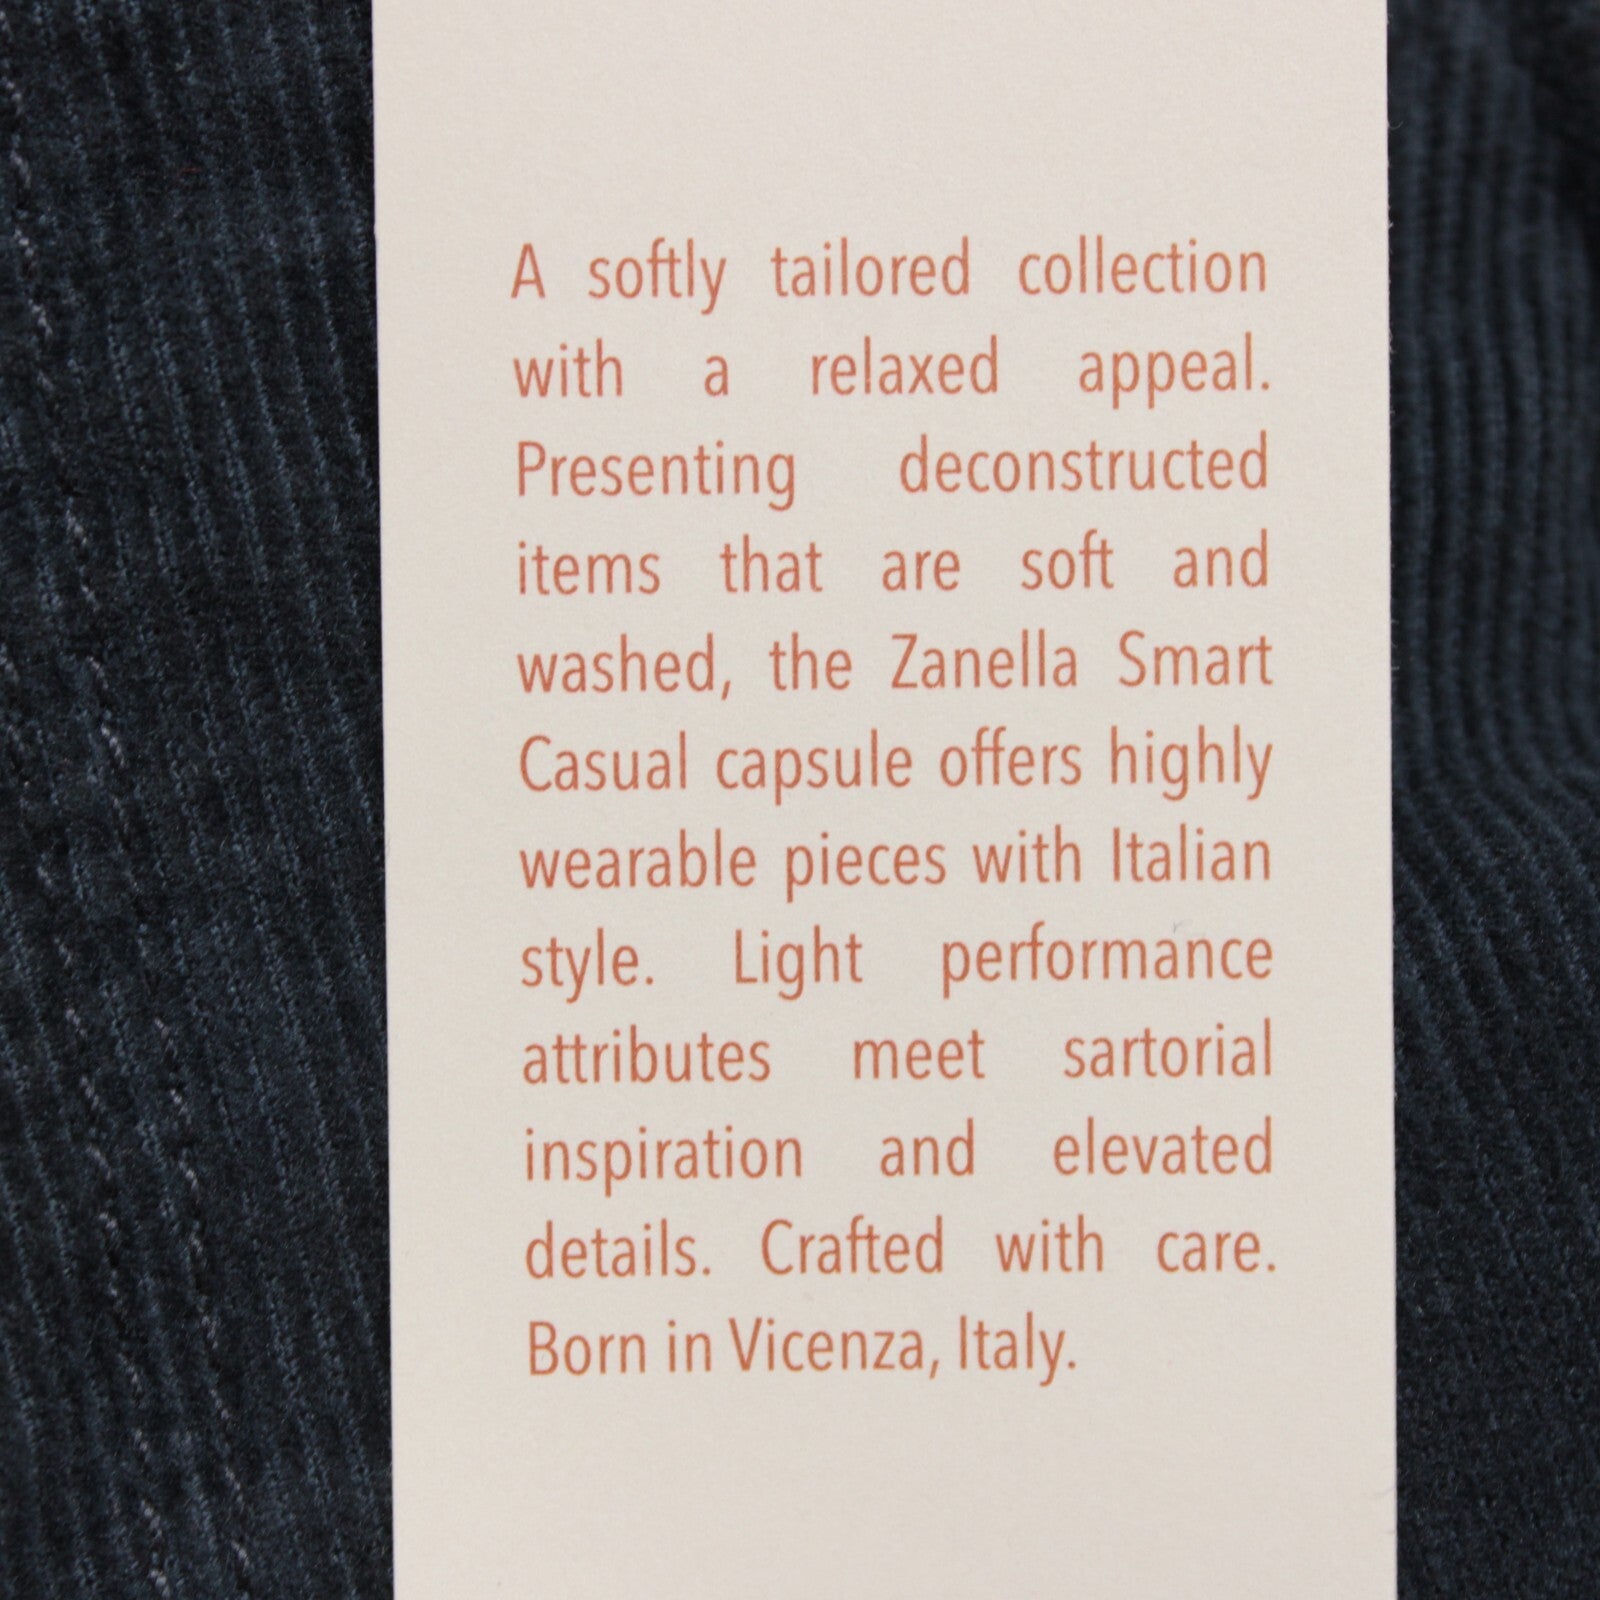 A softly tailored collection
with a relaxed appeal.
Presenting deconstructed
items that are soft and
washed, the Zanella Smart
Casual capsule offers highly
wearable pieces with Italian
style. Light performance
attributes meet sartorial
inspiration and elevated
details. Crafted with care.
Born in Vicenza, Italy.